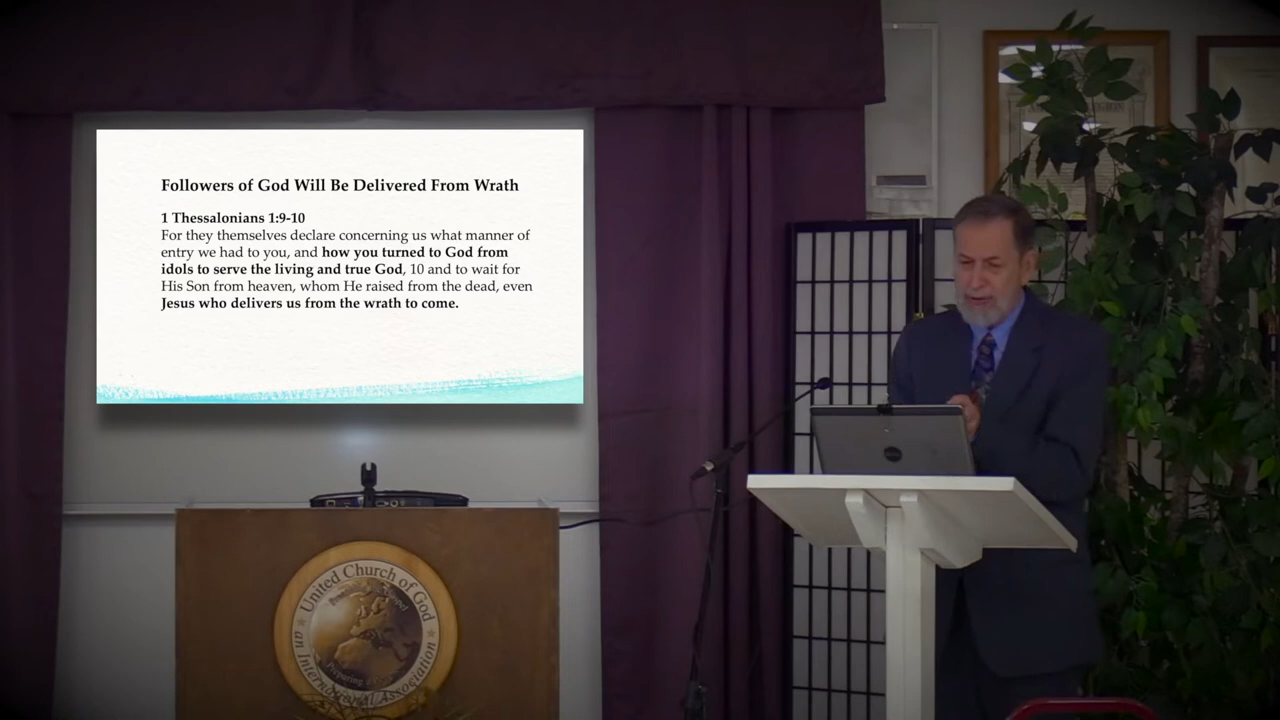 Followers of God Will Be Delivered From Wrath
1 Thessalonians 1:9-10
For they themselves declare concerning us what manner of
entry we had to you, and how you turned to God from
idols to serve the living and true God, 10 and to wait for
His Son from heaven, whom He raised from the dead, even
Jesus who delivers us from the wrath to come.
United Church of God
an International Association
Preparing